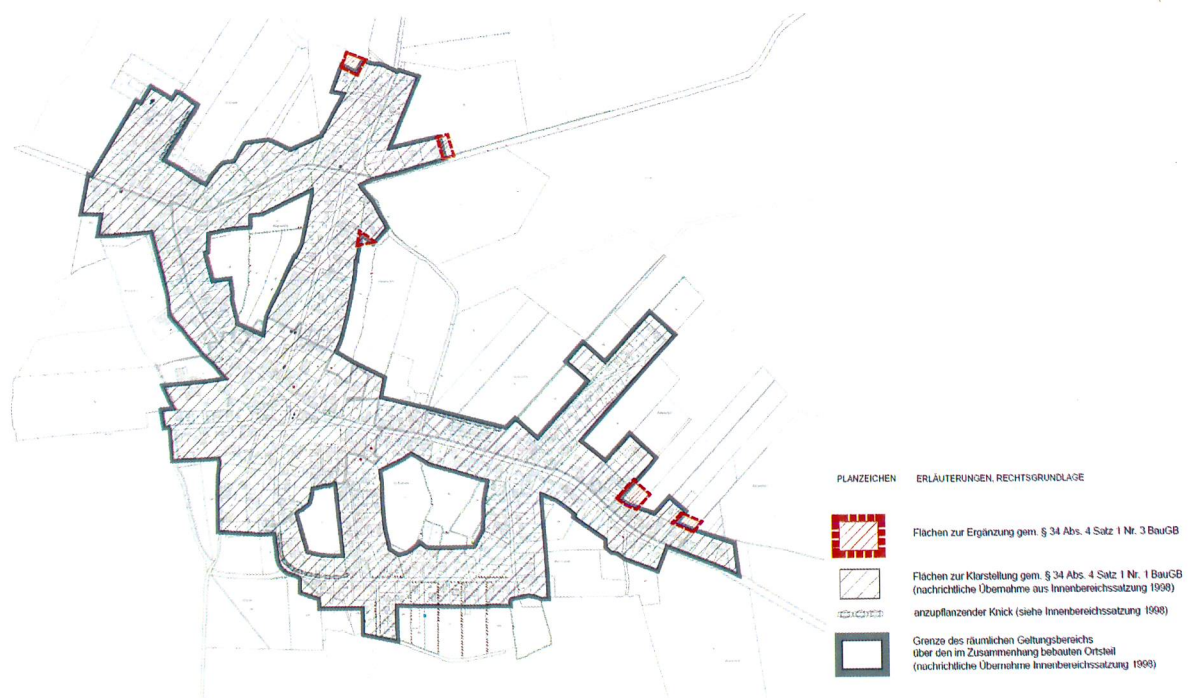 PLANZEICHEN ERLÄUTERUNGEN, RECHTSGRUNDLAGE
Flächen zur Ergänzung gem. § 34 Abs. 4 Satz 1 Nr. 3 BauGB
Flächen zur Klarstellung gem. § 34 Abs. 4 Satz 1 Nr. 1 BauGB
(nachrichtliche Übernahme aus Innenbereichssatzung 1998)
anzupflanzender Knick (siehe Innenbereichssatzung 1998)
Grenze des räumlichen Geltungsbereichs
über den im Zusammenhang bebauten Ortsteil
(nachrichtliche Übernahme Innenbereichssatzung 1998)